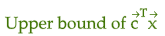 Upper bound of c⃗ᵀx⃗